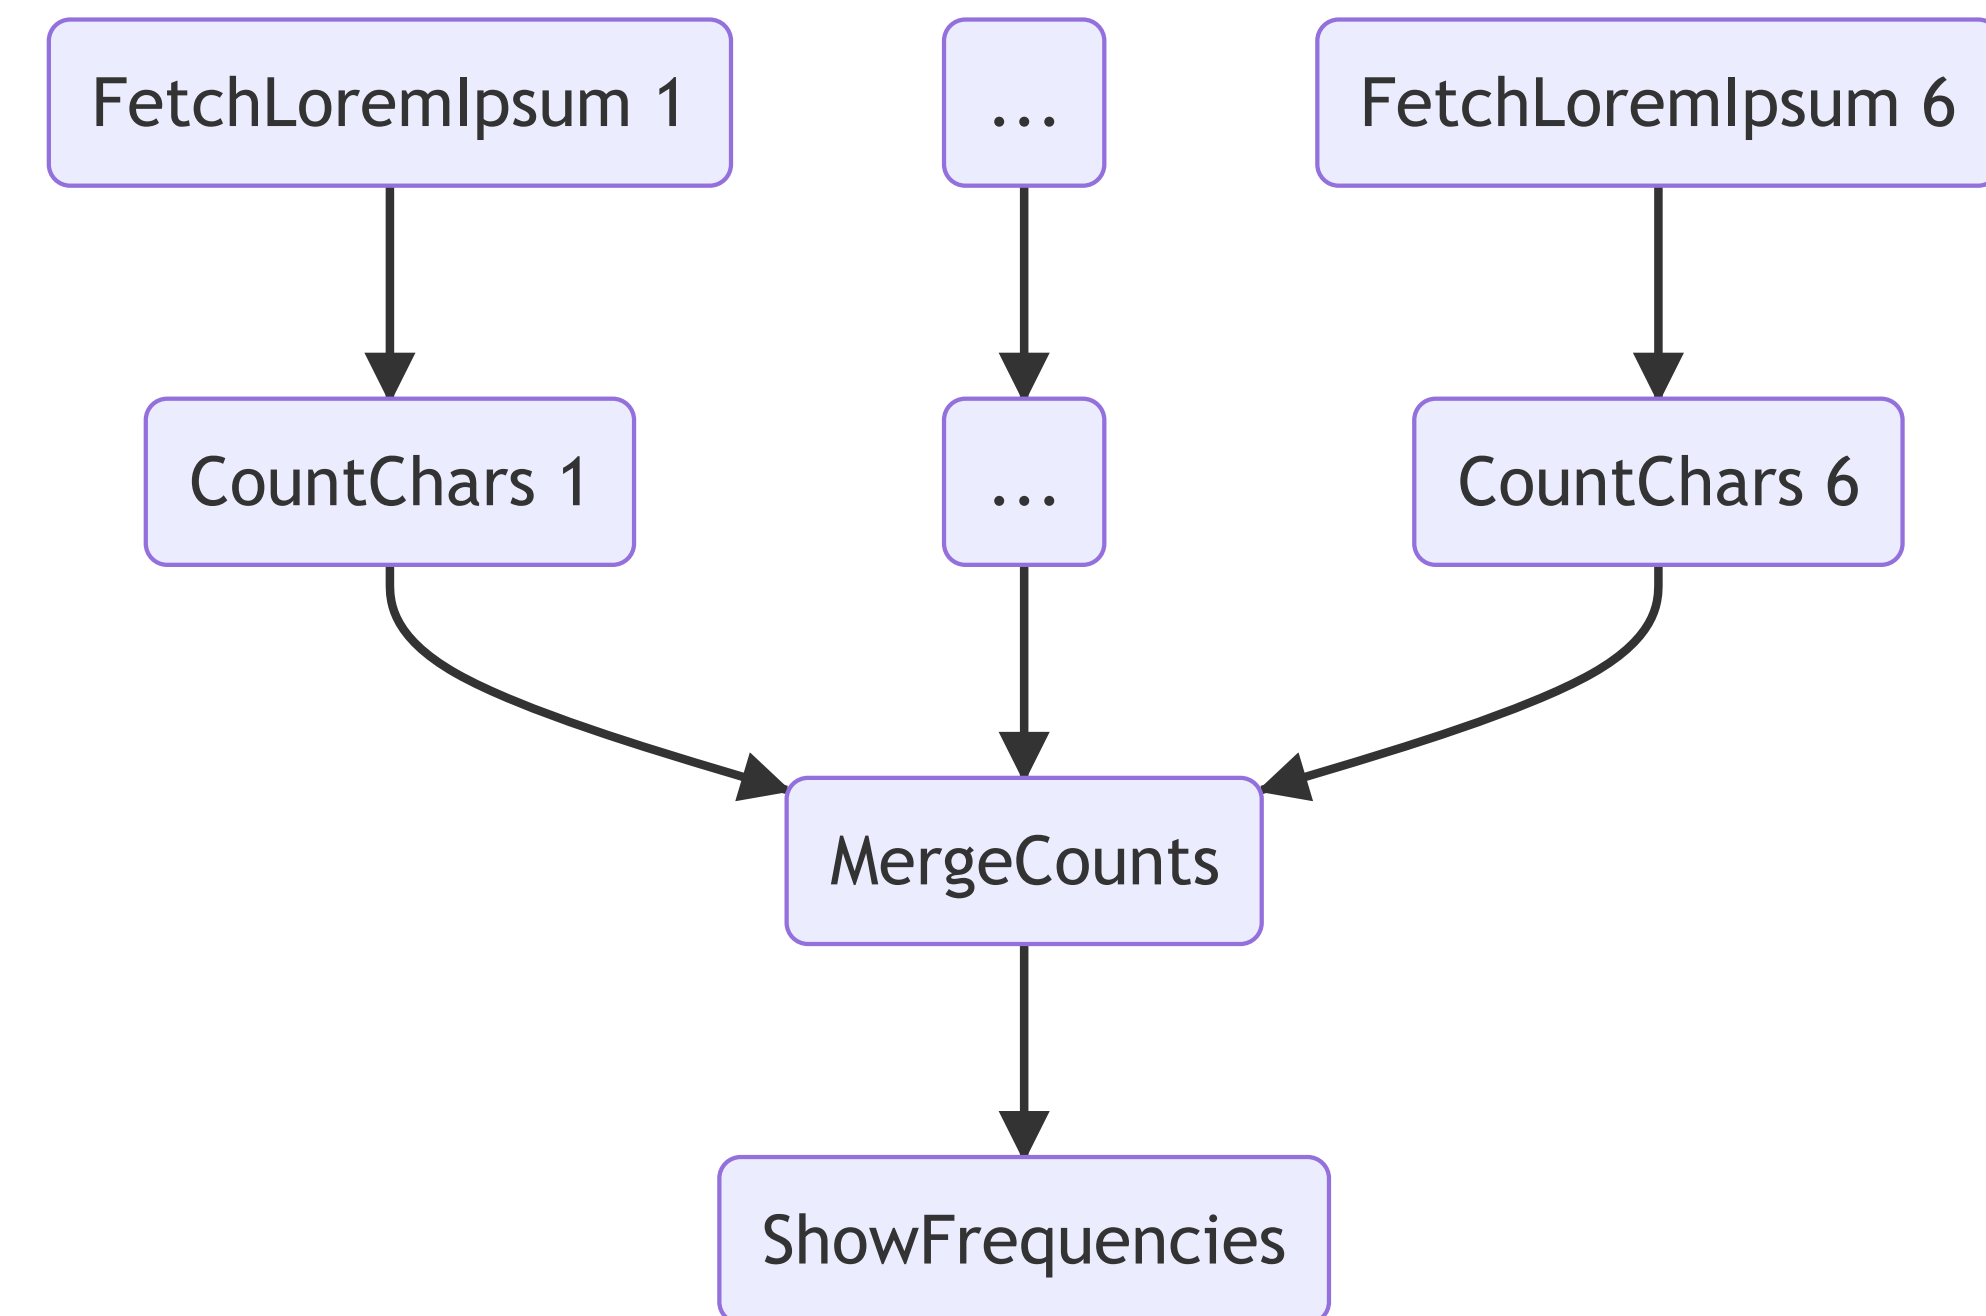 FetchLoremIpsum 1
...
FetchLoremIpsum 6
CountChars 1
...
CountChars 6
MergeCounts
ShowFrequencies